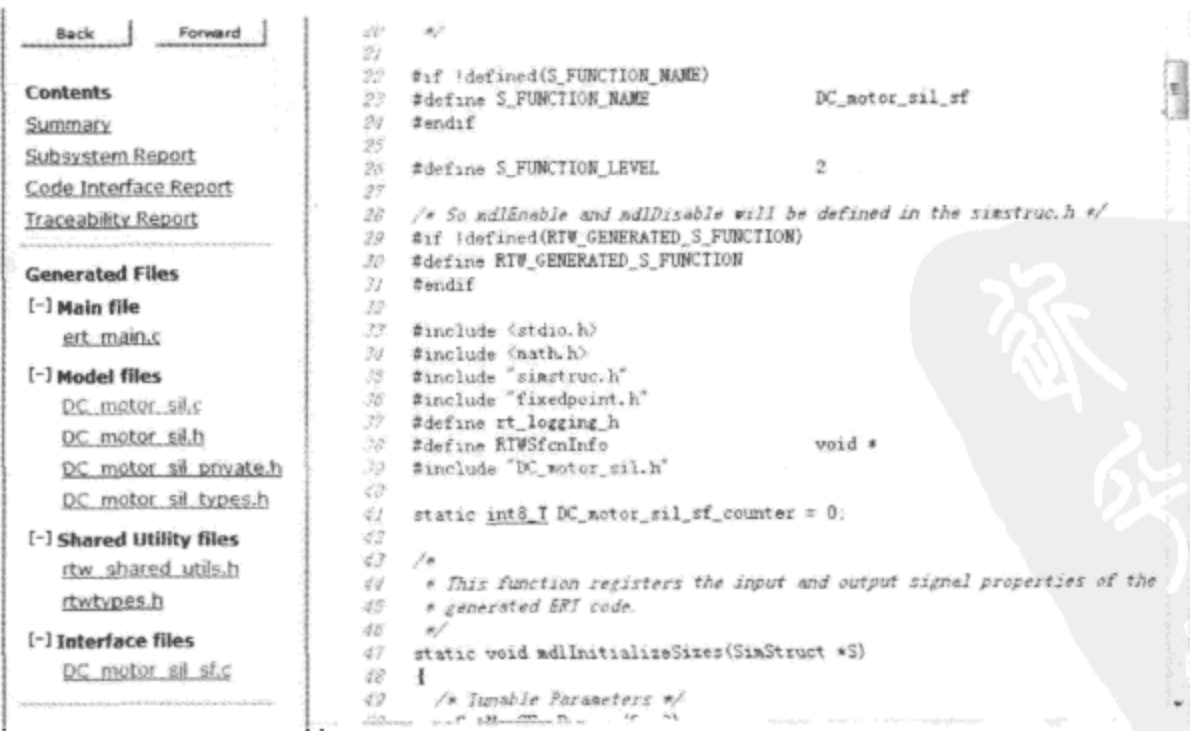 Back Forward
Contents
Summary
Subsystem Report
Code Interface Report
Traceability Report
Generated Files
[-] Main file
ert_main.c
[-] Model files
DC_motor_sil.c
DC_motor_sil.h
DC_motor_sil_private.h
DC_motor_sil_types.h
[-] Shared Utility files
rtw_shared_utils.h
rtwtypes.h
[-] Interface files
DC_motor_sil_sf.c
20 */
21
22 #if !defined(S_FUNCTION_NAME)
23 #define S_FUNCTION_NAME DC_motor_sil_sf
24 #endif
25
26 #define S_FUNCTION_LEVEL 2
27
28 /* So mdlEnable and mdlDisable will be defined in the simstruc.h */
29 #if !defined(RTW_GENERATED_S_FUNCTION)
30 #define RTW_GENERATED_S_FUNCTION
31 #endif
32
33 #include <stdio.h>
34 #include <math.h>
35 #include "simstruc.h"
36 #include "fixedpoint.h"
37 #define rt_logging_h
38 #define RTWSfcnInfo void *
39 #include "DC_motor_sil.h"
40
41 static int8_T DC_motor_sil_sf_counter = 0;
42
43 /*
44 * This function registers the input and output signal properties of the
45 * generated ERT code.
46 */
47 static void mdlInitializeSizes(SimStruct *S)
48 {
49 /* Tunable Parameters */